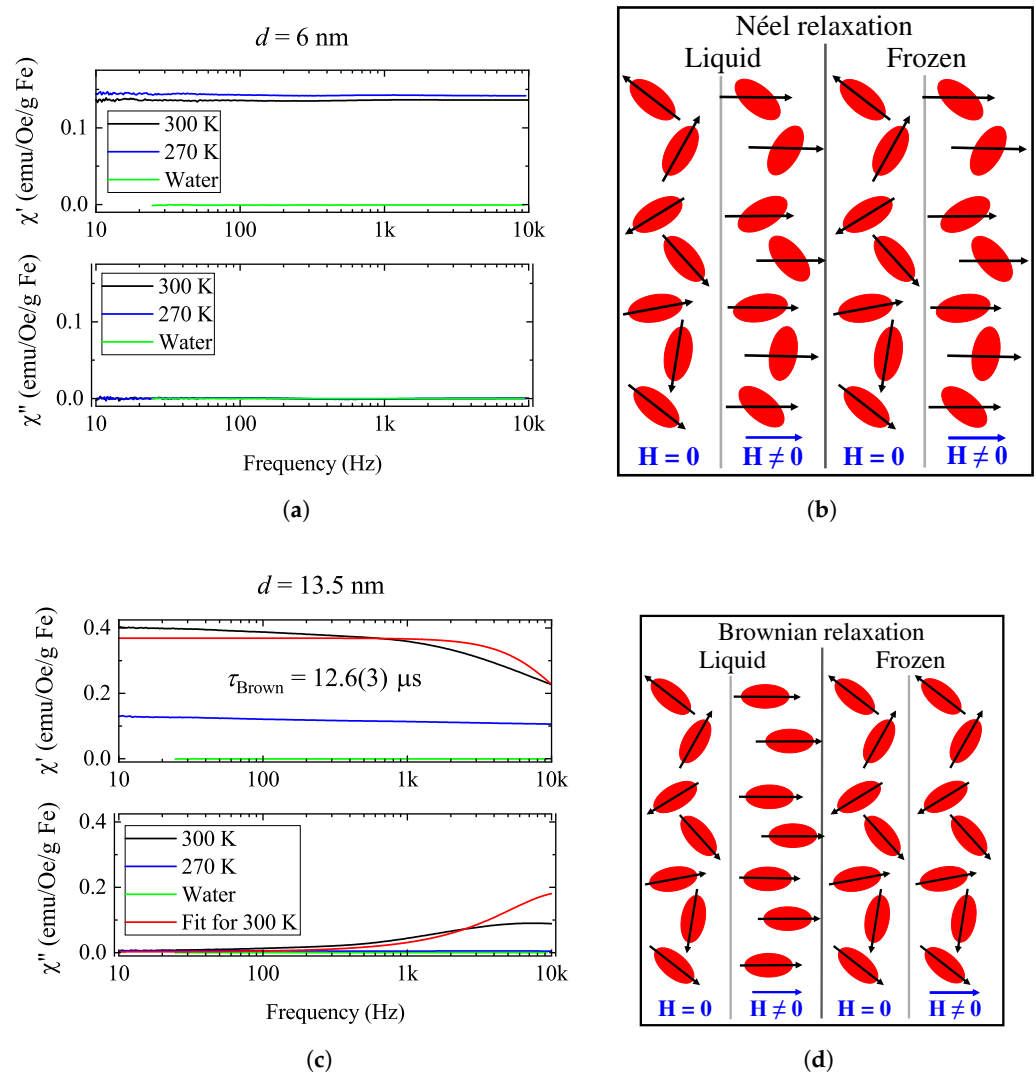 d = 6 nm
χ' (emu/Oe/g Fe)
0.1
0.0
300 K
270 K
Water
10 100 1k 10k
χ" (emu/Oe/g Fe)
0.1
0.0
300 K
270 K
Water
10 100 1k 10k
Frequency (Hz)
(a)
Néel relaxation
Liquid Frozen
H = 0 H ≠ 0 H = 0 H ≠ 0
(b)
d = 13.5 nm
χ' (emu/Oe/g Fe)
0.4
0.2
0.0
τBrown = 12.6(3) μs
10 100 1k 10k
χ" (emu/Oe/g Fe)
0.4
0.2
0.0
300 K
270 K
Water
Fit for 300 K
10 100 1k 10k
Frequency (Hz)
(c)
Brownian relaxation
Liquid Frozen
H = 0 H ≠ 0 H = 0 H ≠ 0
(d)